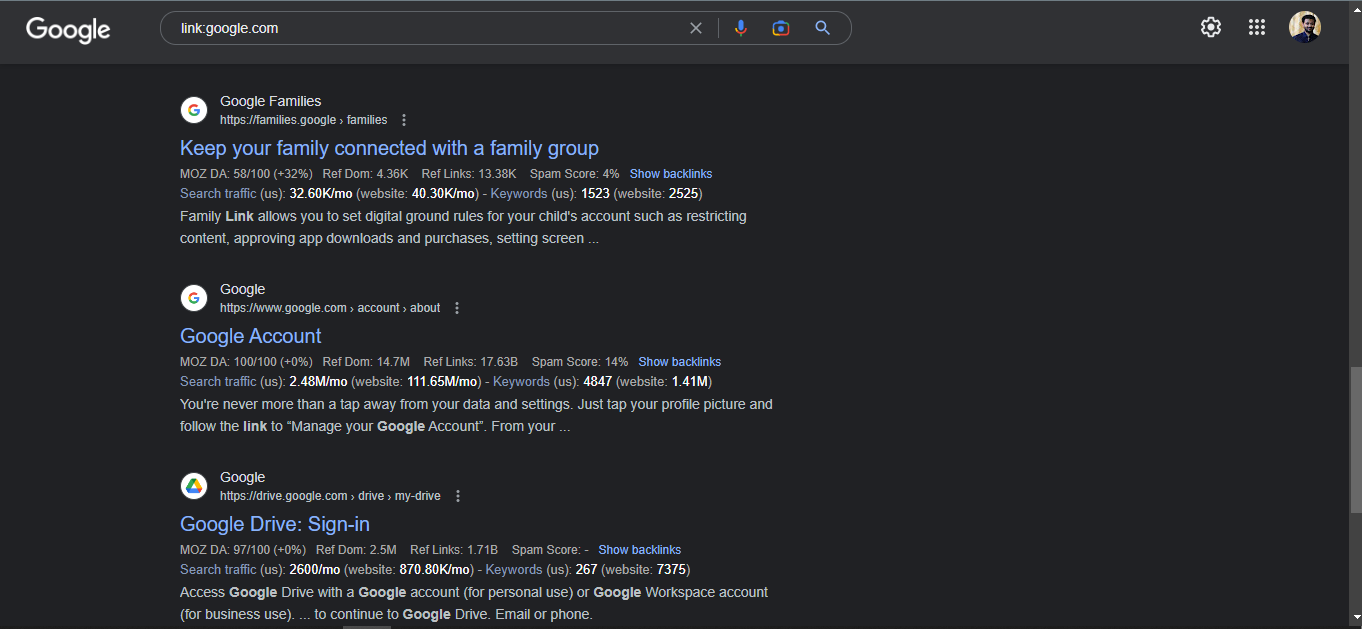 Google
link:google.com
Google Families
https://families.google › families
Keep your family connected with a family group
MOZ DA: 58/100 (+32%) Ref Dom: 4.36K Ref Links: 13.38K Spam Score: 4% Show backlinks
Search traffic (us): 32.60K/mo (website: 40.30K/mo) - Keywords (us): 1523 (website: 2525)
Family Link allows you to set digital ground rules for your child's account such as restricting
content, approving app downloads and purchases, setting screen ...
Google
https://www.google.com › account › about
Google Account
MOZ DA: 100/100 (+0%) Ref Dom: 14.7M Ref Links: 17.63B Spam Score: 14% Show backlinks
Search traffic (us): 2.48M/mo (website: 111.65M/mo) - Keywords (us): 4847 (website: 1.41M)
You're never more than a tap away from your data and settings. Just tap your profile picture and
follow the link to “Manage your Google Account”. From your ...
Google
https://drive.google.com › drive › my-drive
Google Drive: Sign-in
MOZ DA: 97/100 (+0%) Ref Dom: 2.5M Ref Links: 1.71B Spam Score: - Show backlinks
Search traffic (us): 2600/mo (website: 870.80K/mo) - Keywords (us): 267 (website: 7375)
Access Google Drive with a Google account (for personal use) or Google Workspace account
(for business use). ... to continue to Google Drive. Email or phone.